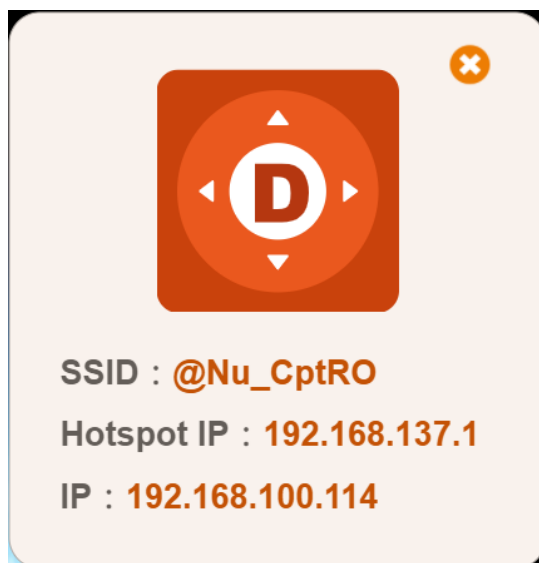 D
SSID : @Nu_CptRO
Hotspot IP : 192.168.137.1
IP : 192.168.100.114